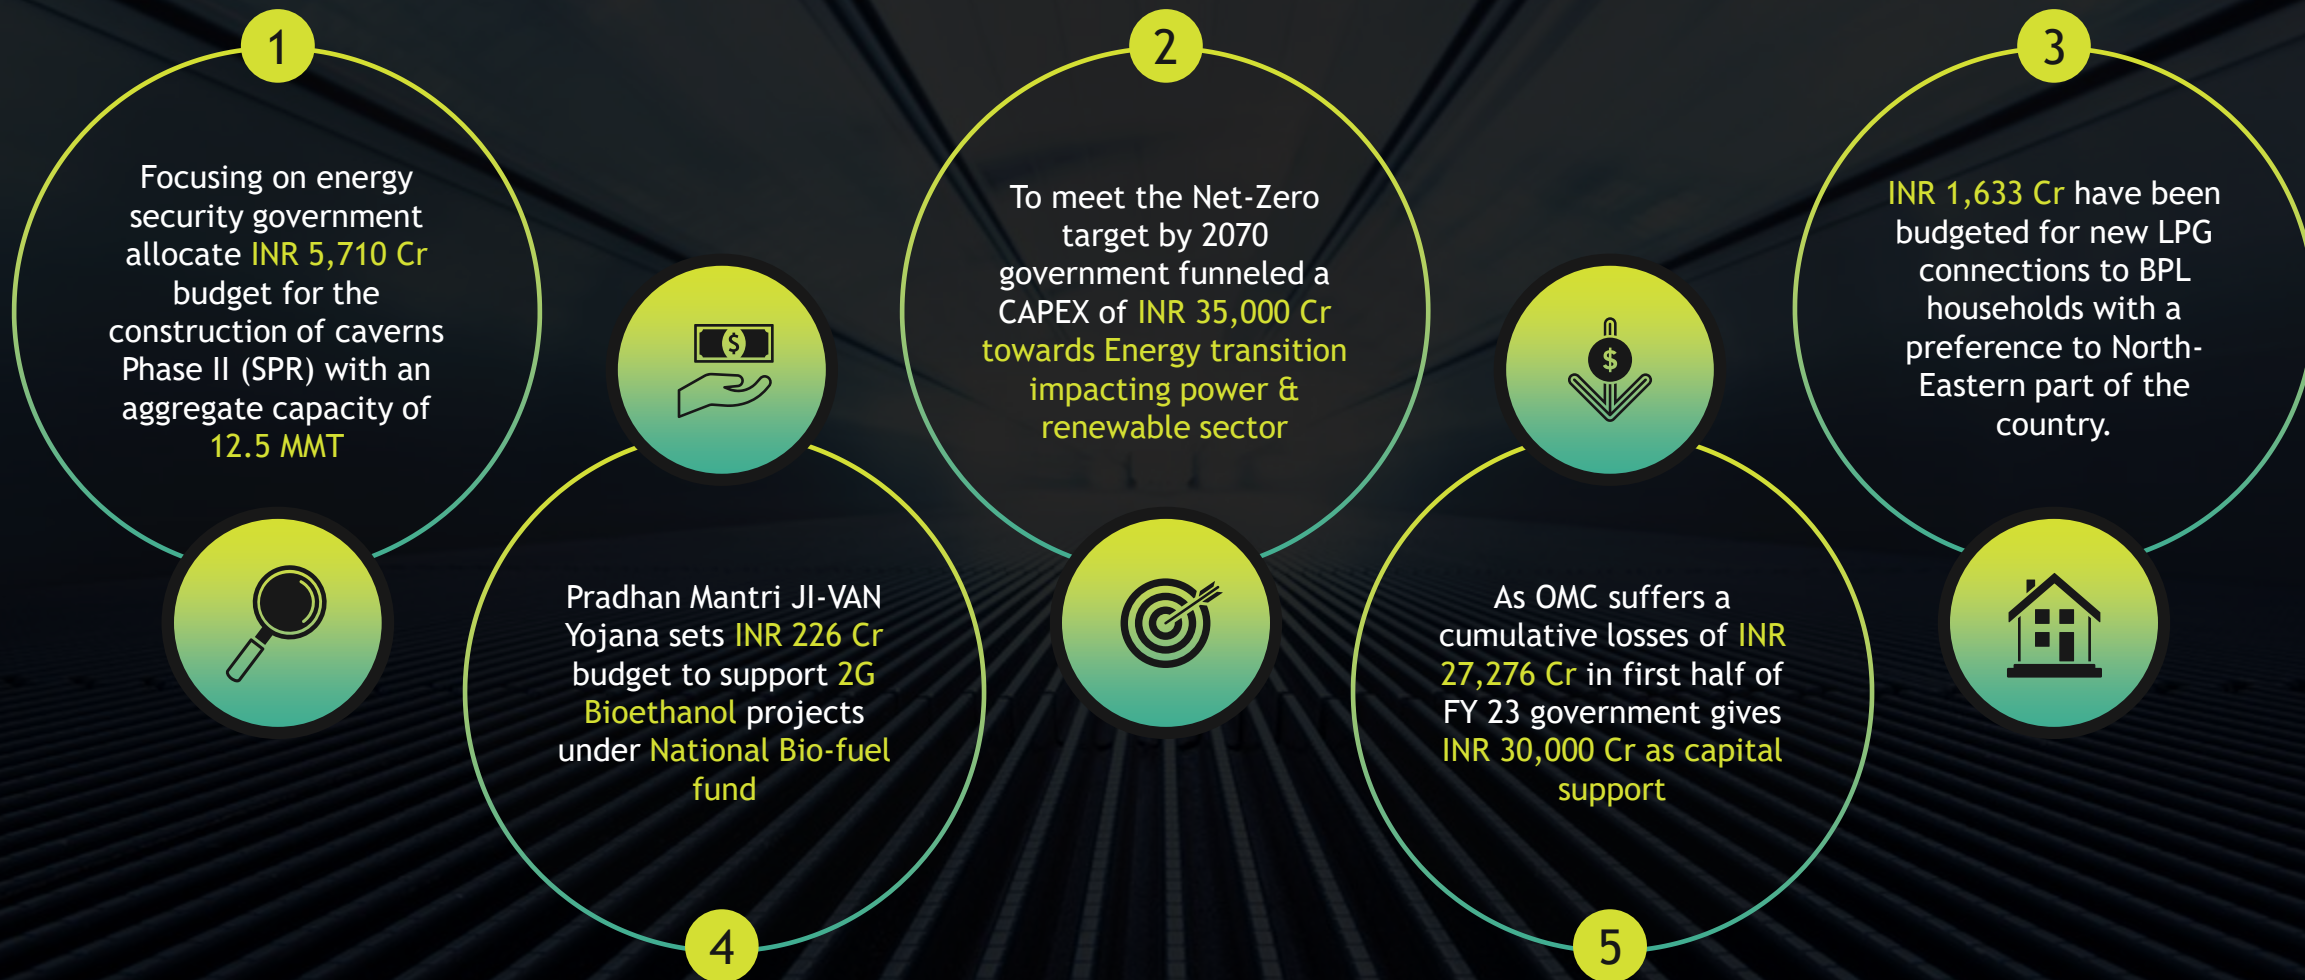 1
Focusing on energy
security government
allocate INR 5,710 Cr
budget for the
construction of caverns
Phase II (SPR) with an
aggregate capacity of
12.5 MMT
2
To meet the Net-Zero
target by 2070
government funneled a
CAPEX of INR 35,000 Cr
towards Energy transition
impacting power &
renewable sector
3
INR 1,633 Cr have been
budgeted for new LPG
connections to BPL
households with a
preference to North-
Eastern part of the
country.
$
Pradhan Mantri JI-VAN
Yojana sets INR 226 Cr
budget to support 2G
Bioethanol projects
under National Bio-fuel
fund
4
$
As OMC suffers a
cumulative losses of INR
27,276 Cr in first half of
FY 23 government gives
INR 30,000 Cr as capital
support
5